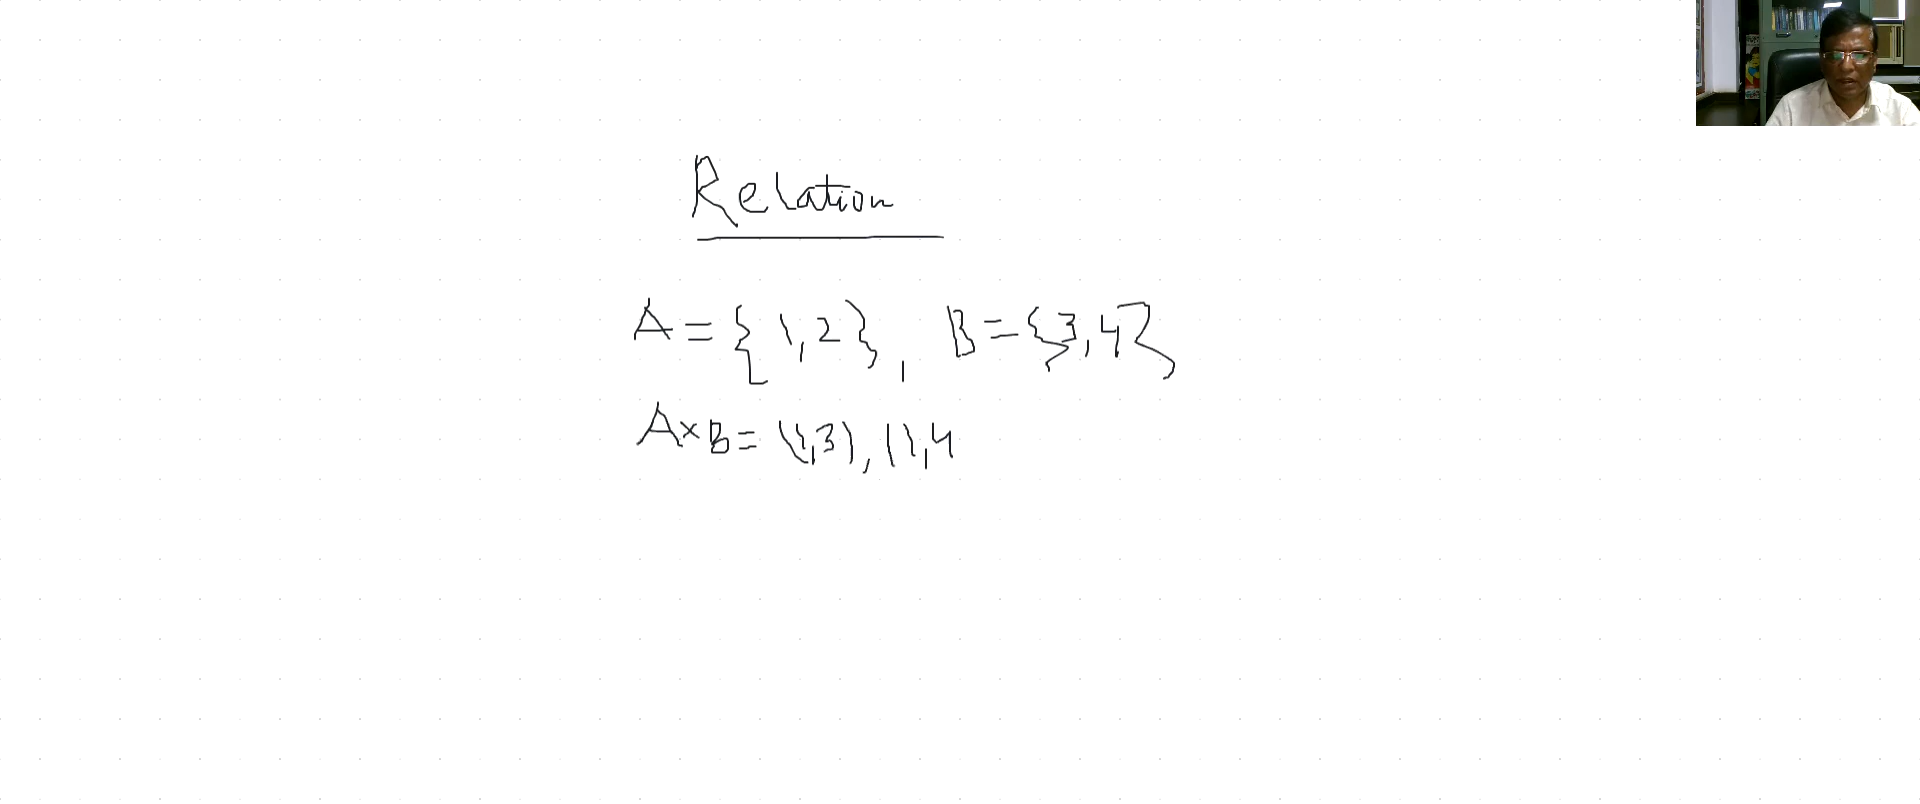 Relation
A = {1,2}, B = {3,4}
A×B = (1,3), (1,4